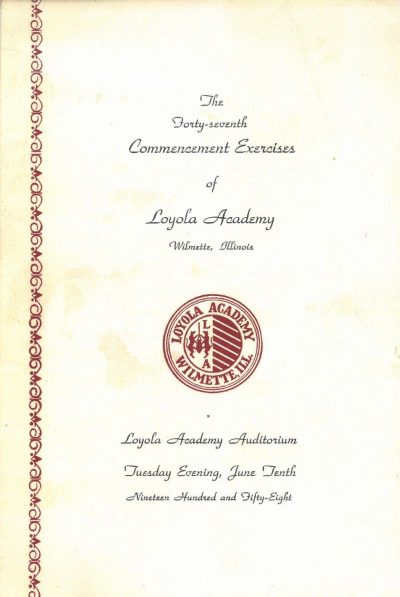 The
Forty-seventh
Commencement Exercises
of
Loyola Academy
Wilmette, Illinois
LOYOLA ACADEMY
L
A
WILMETTE, ILL.
Loyola Academy Auditorium
Tuesday Evening, June Tenth
Nineteen Hundred and Fifty-Eight